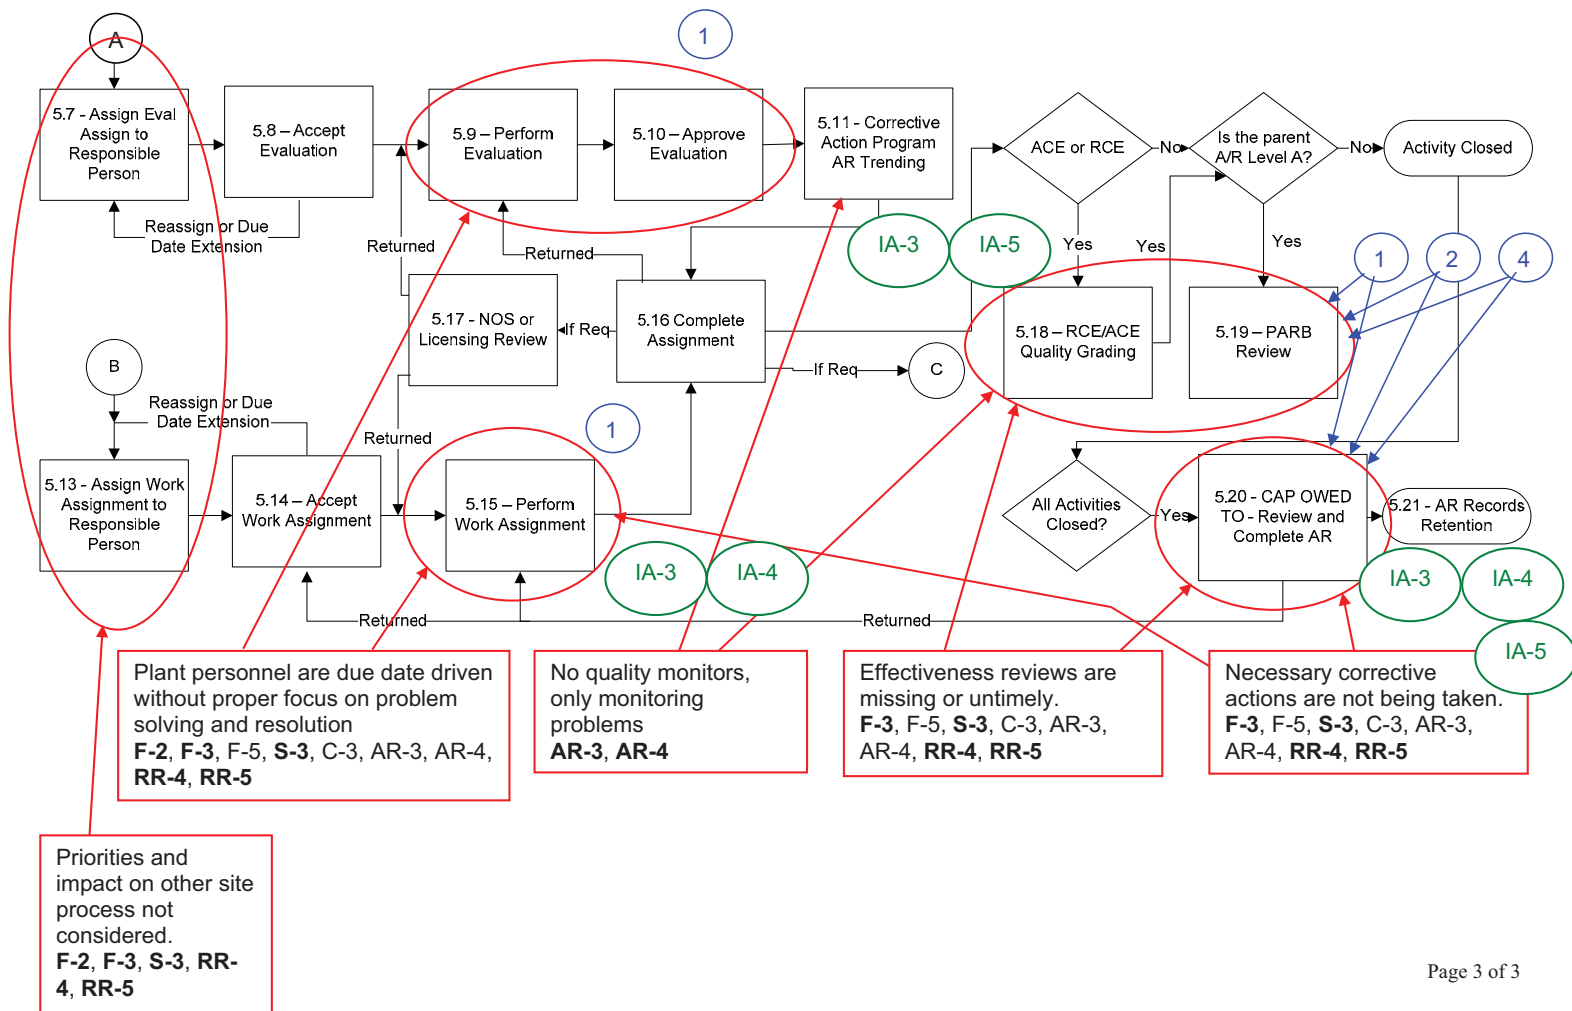 A
1
5.7 - Assign Eval
Assign to
Responsible
Person
5.8 – Accept
Evaluation
5.9 – Perform
Evaluation
5.10 – Approve
Evaluation
5.11 - Corrective
Action Program
AR Trending
ACE or RCE
No
Is the parent
A/R Level A?
No
Activity Closed
Reassign or Due
Date Extension
Returned
Returned
IA-3
IA-5
Yes
Yes
Yes
1
2
4
5.17 - NOS or
Licensing Review
If Req
5.16 Complete
Assignment
5.18 – RCE/ACE
Quality Grading
5.19 – PARB
Review
B
If Req
C
Reassign or Due
Date Extension
Returned
1
5.13 - Assign Work
Assignment to
Responsible
Person
5.14 – Accept
Work Assignment
5.15 – Perform
Work Assignment
All Activities
Closed?
Yes
5.20 - CAP OWED
TO - Review and
Complete AR
5.21 - AR Records
Retention
IA-3
IA-4
IA-3
IA-4
IA-5
Returned
Returned
Plant personnel are due date driven
without proper focus on problem
solving and resolution
F-2, F-3, F-5, S-3, C-3, AR-3, AR-4,
RR-4, RR-5
No quality monitors,
only monitoring
problems
AR-3, AR-4
Effectiveness reviews are
missing or untimely.
F-3, F-5, S-3, C-3, AR-3,
AR-4, RR-4, RR-5
Necessary corrective
actions are not being taken.
F-3, F-5, S-3, C-3, AR-3,
AR-4, RR-4, RR-5
Priorities and
impact on other site
process not
considered.
F-2, F-3, S-3, RR-
4, RR-5
Page 3 of 3